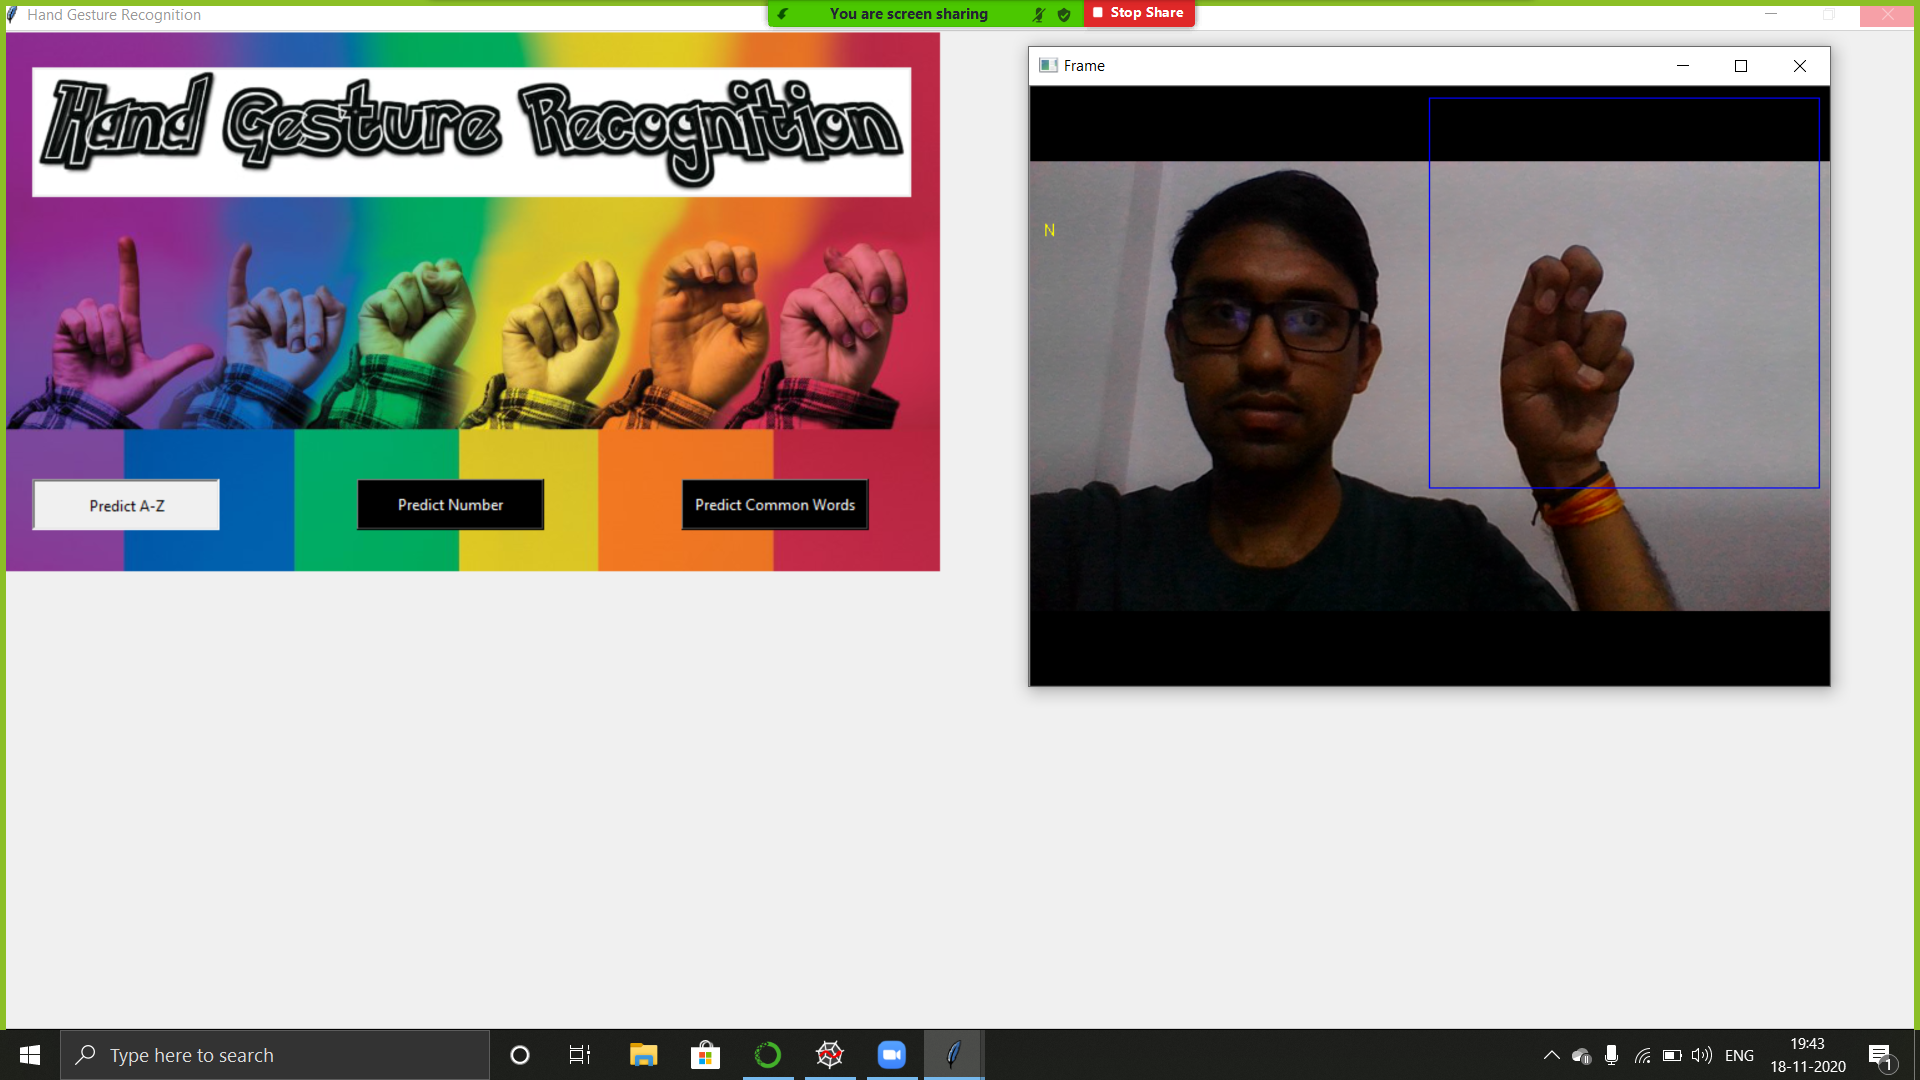 Hand Gesture Recognition
You are screen sharing
Stop Share
Hand Gesture Recognition
Predict A-Z
Predict Number
Predict Common Words
Frame
N
Type here to search
ENG
19:43
18-11-2020
1